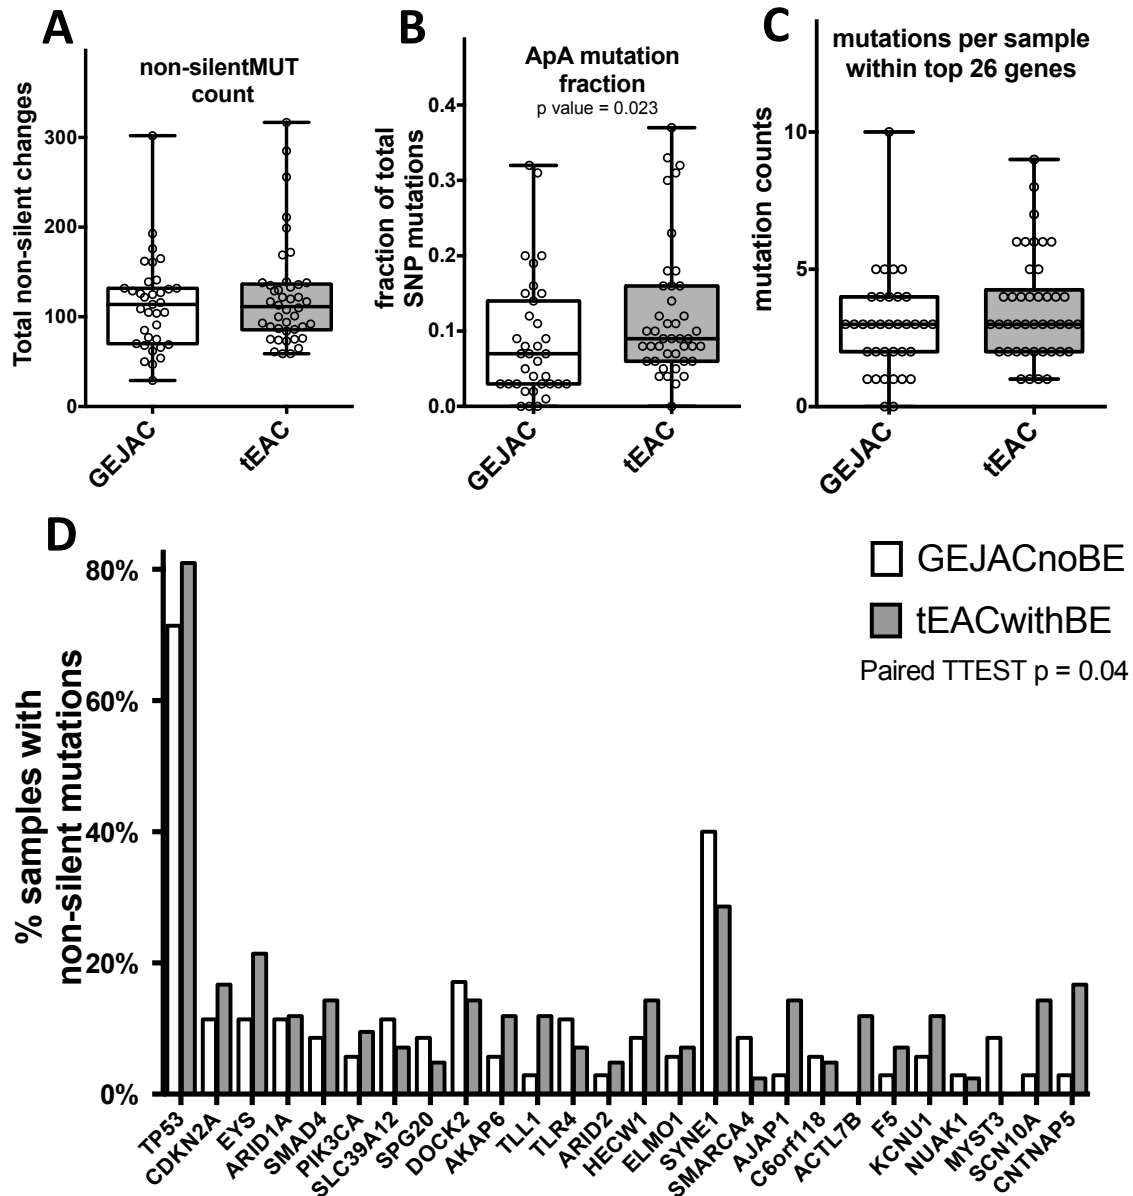 A
non-silentMUT
count
Total non-silent changes
300
200
100
0
GEJAC
tEAC
B
ApA mutation
fraction
p value = 0.023
fraction of total
SNP mutations
0.4
0.3
0.2
0.1
0.0
GEJAC
tEAC
C
mutations per sample
within top 26 genes
mutation counts
10
5
0
GEJAC
tEAC
D
GEJACnoBE
tEACwithBE
Paired TTEST p = 0.04
% samples with
non-silent mutations
80%
60%
40%
20%
0%
TP53
CDKN2A
EYS
ARID1A
SMAD4
PIK3CA
SLC39A12
SPG20
DOCK2
AKAP6
TLL1
TLR4
ARID2
HECW1
ELMO1
SYNE1
SMARCA4
AJAP1
C6orf118
ACTL7B
F5
KCNU1
NUAK1
MYST3
SCN10A
CNTNAP5